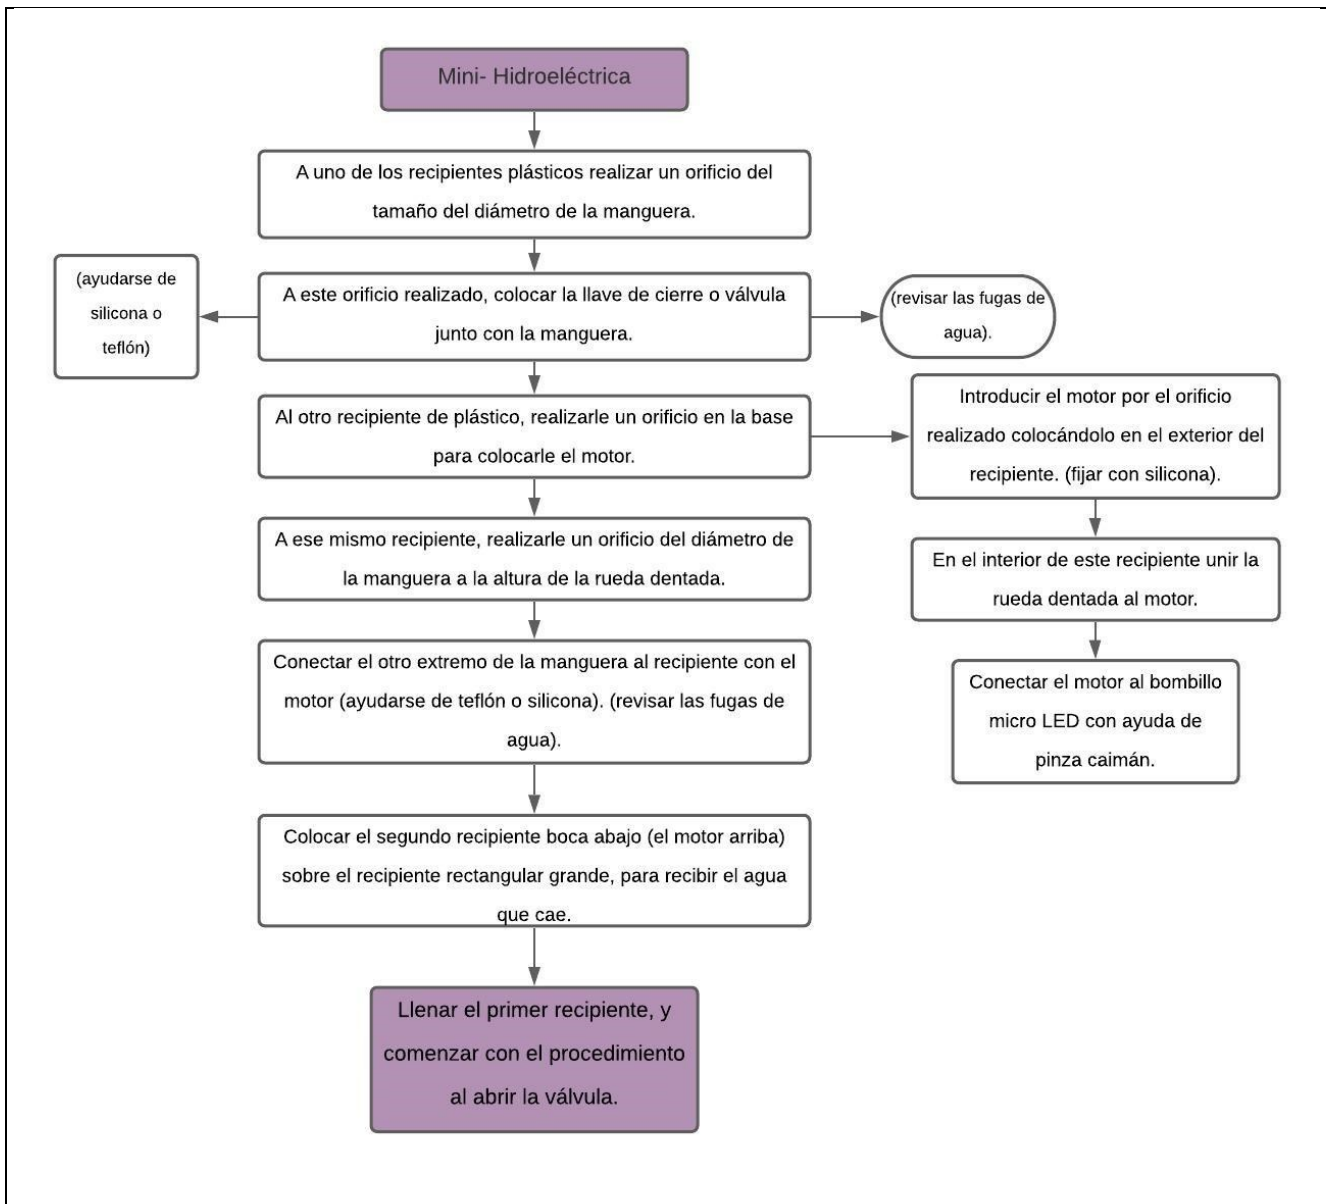 Mini- Hidroeléctrica
A uno de los recipientes plásticos realizar un orificio del
tamaño del diámetro de la manguera.
(ayudarse de
silicona o
teflón)
A este orificio realizado, colocar la llave de cierre o válvula
junto con la manguera.
(revisar las fugas de
agua).
Al otro recipiente de plástico, realizarle un orificio en la base
para colocarle el motor.
Introducir el motor por el orificio
realizado colocándolo en el exterior del
recipiente. (fijar con silicona).
A ese mismo recipiente, realizarle un orificio del diámetro de
la manguera a la altura de la rueda dentada.
En el interior de este recipiente unir la
rueda dentada al motor.
Conectar el otro extremo de la manguera al recipiente con el
motor (ayudarse de teflón o silicona). (revisar las fugas de
agua).
Conectar el motor al bombillo
micro LED con ayuda de
pinza caimán.
Colocar el segundo recipiente boca abajo (el motor arriba)
sobre el recipiente rectangular grande, para recibir el agua
que cae.
Llenar el primer recipiente, y
comenzar con el procedimiento
al abrir la válvula.